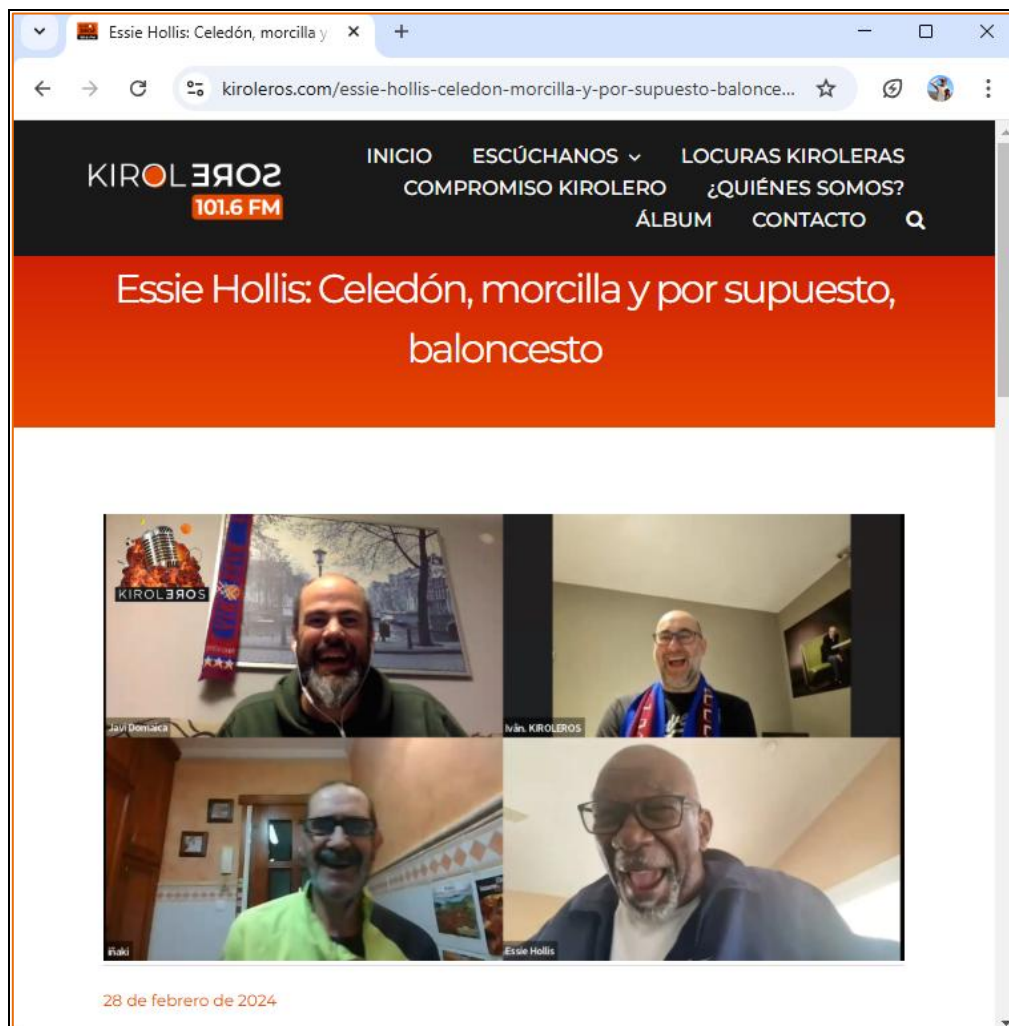 Essie Hollis: Celedón, morcilla y
kiroleros.com/essie-hollis-celedon-morcilla-y-por-supuesto-balonce...
KIROLEROS
101.6 FM
INICIO ESCÚCHANOS LOCURAS KIROLERAS
COMPROMISO KIROLERO ¿QUIÉNES SOMOS?
ÁLBUM CONTACTO
Essie Hollis: Celedón, morcilla y por supuesto,
baloncesto
KIROLEROS
Javi Domaica
Iván. KIROLEROS
iñaki
Essie Hollis
28 de febrero de 2024